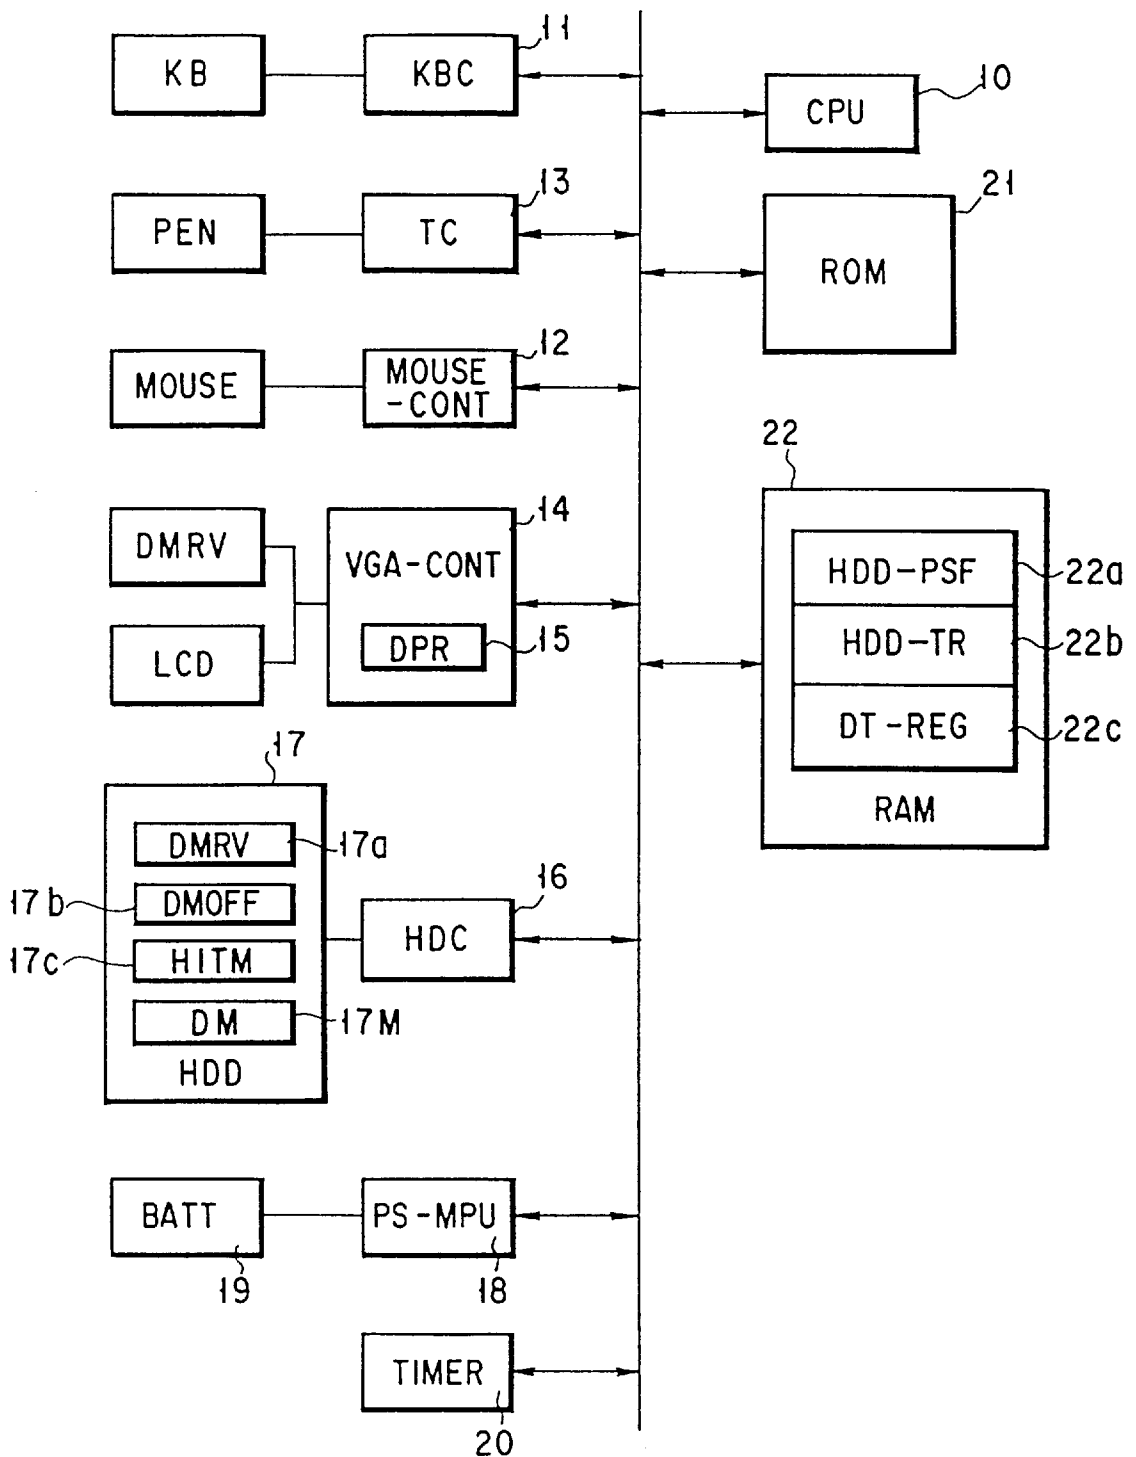 11
KB
KBC
10
CPU
13
21
PEN
TC
ROM
12
MOUSE
MOUSE
-CONT
22
14
DMRV
VGA-CONT
HDD-PSF
22a
15
DPR
LCD
HDD-TR
22b
DT-REG
22c
17
RAM
DMRV
17a
17b
DMOFF
16
HDC
17c
HITM
DM
17M
HDD
BATT
PS-MPU
19
18
TIMER
20